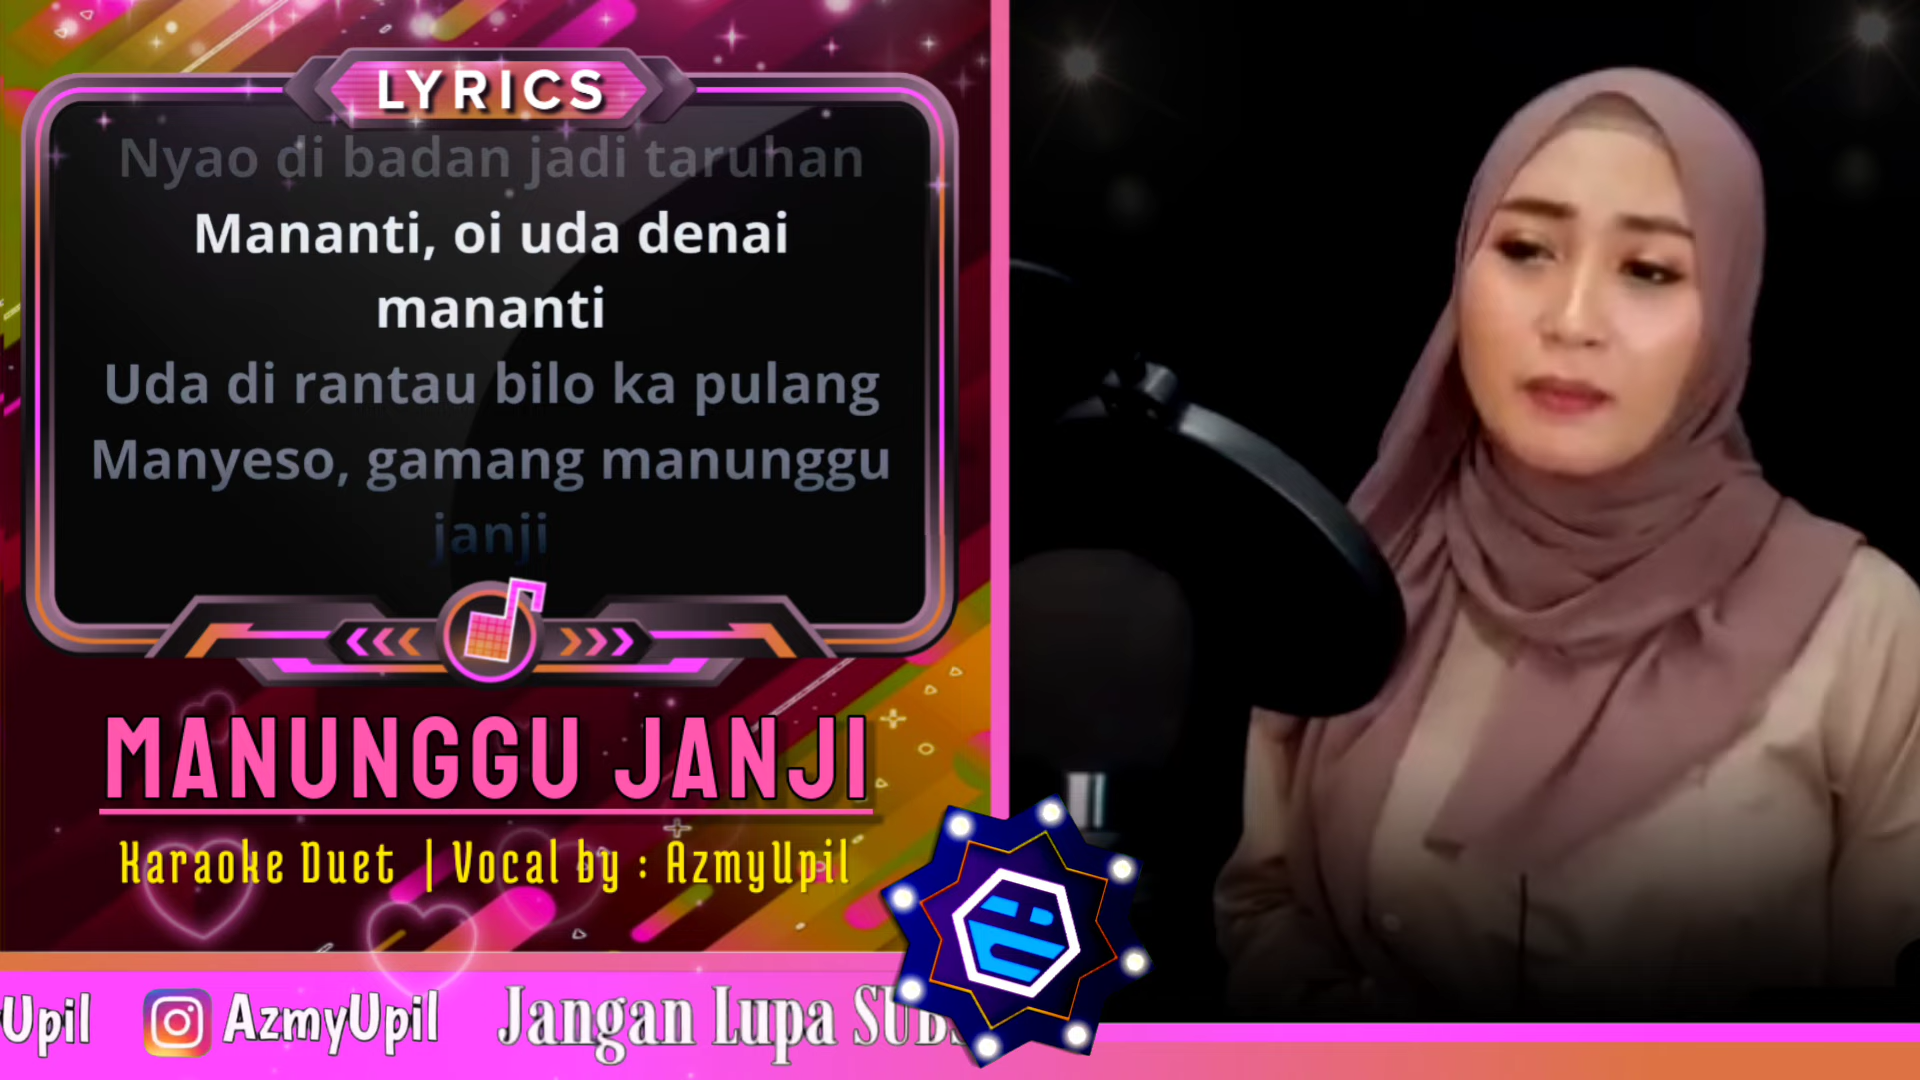 LYRICS
Nyao di badan jadi taruhan
Mananti, oi uda denai
mananti
Uda di rantau bilo ka pulang
Manyeso, gamang manunggu
janji
MANUNGGU JANJI
Karaoke Duet | Vocal by : AzmyUpil
Upil AzmyUpil Jangan Lupa SUBS